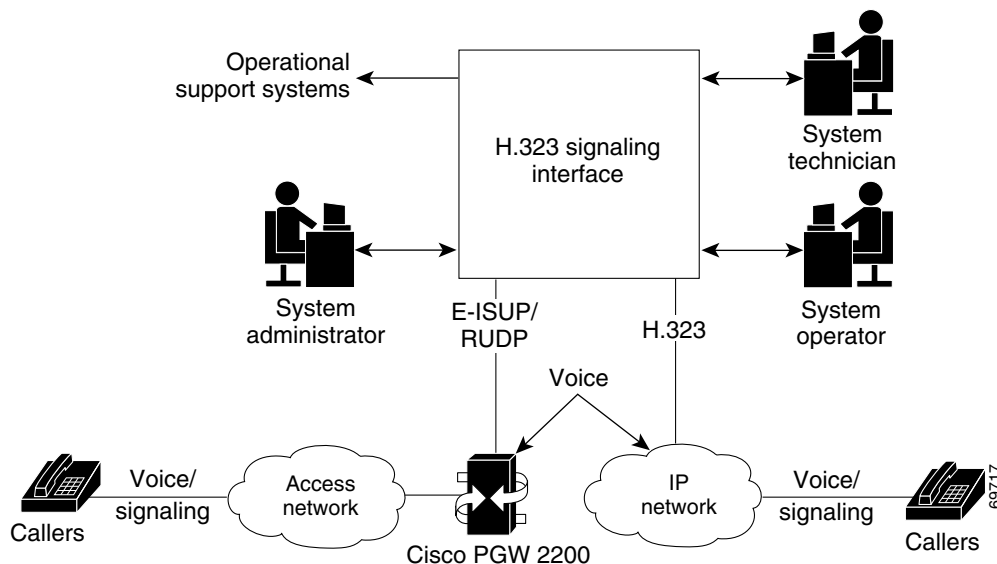 Operational
support systems
H.323 signaling
interface
System
technician
System
administrator
E-ISUP/
RUDP
H.323
System
operator
Voice
Callers
Voice/
signaling
Access
network
Cisco PGW 2200
IP
network
Voice/
signaling
Callers
69717